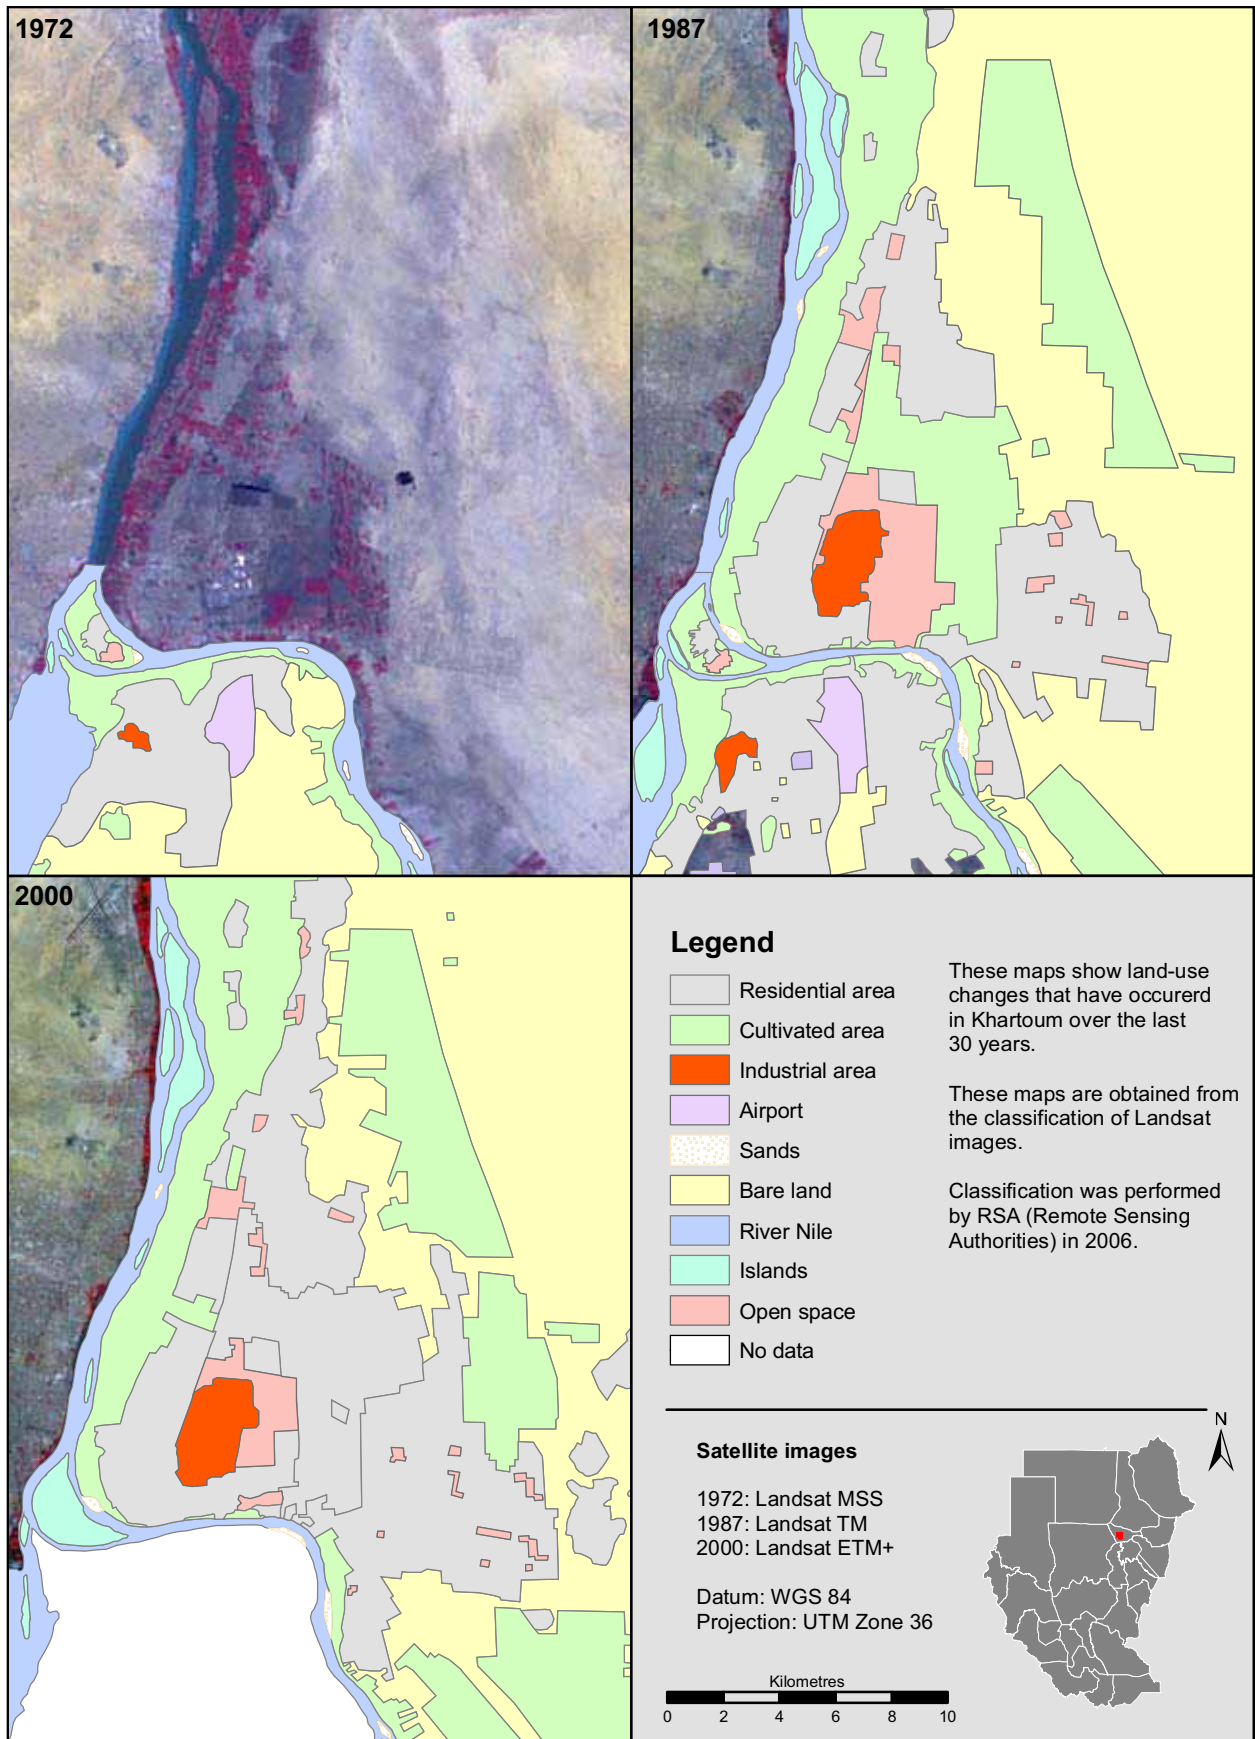 1972
1987
2000
Legend
Residential area
Cultivated area
Industrial area
Airport
Sands
Bare land
River Nile
Islands
Open space
No data
These maps show land-use
changes that have occurerd
in Khartoum over the last
30 years.
These maps are obtained from
the classification of Landsat
images.
Classification was performed
by RSA (Remote Sensing
Authorities) in 2006.
N
Satellite images
1972: Landsat MSS
1987: Landsat TM
2000: Landsat ETM+
Datum: WGS 84
Projection: UTM Zone 36
Kilometres
0 2 4 6 8 10